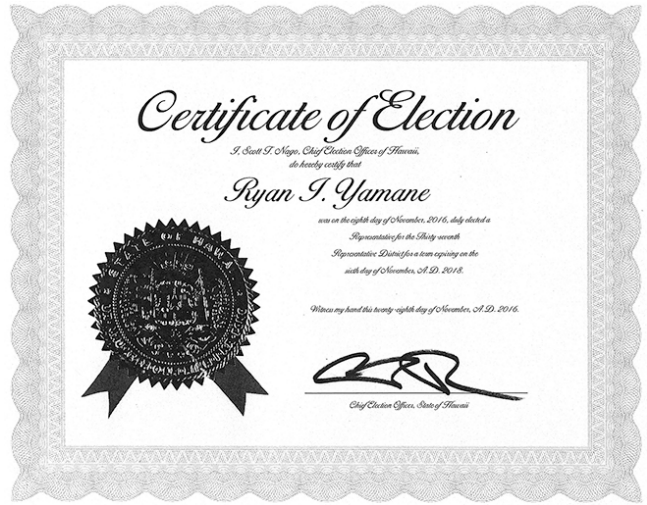 Certificate of Election
I, Scott T. Nago, Chief Election Officer of Hawaii,
do hereby certify that
Ryan I. Yamane
was on the eighth day of November, 2016, duly elected a
Representative for the Thirty-seventh
Representative District for a term expiring on the
sixth day of November, A.D. 2018.
Witness my hand this twenty-eighth day of November, A.D. 2016.
STATE OF
Chief Election Officer, State of Hawaii